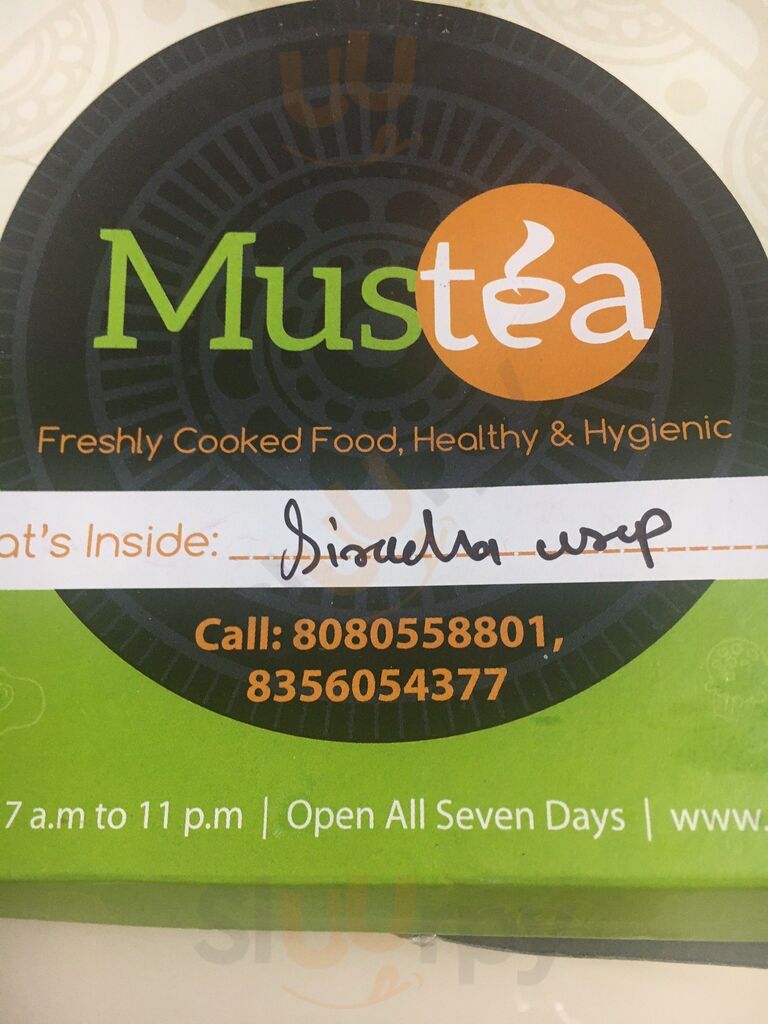 Mustea
Freshly Cooked Food, Healthy & Hygienic
at's Inside:
Call: 8080558801,
8356054377
7 a.m to 11 p.m | Open All Seven Days | www.
sluurpy